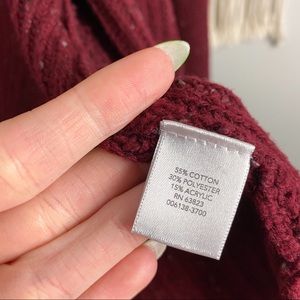 55% COTTON
30% POLYESTER
15% ACRYLIC
RN 63823
006138-3700